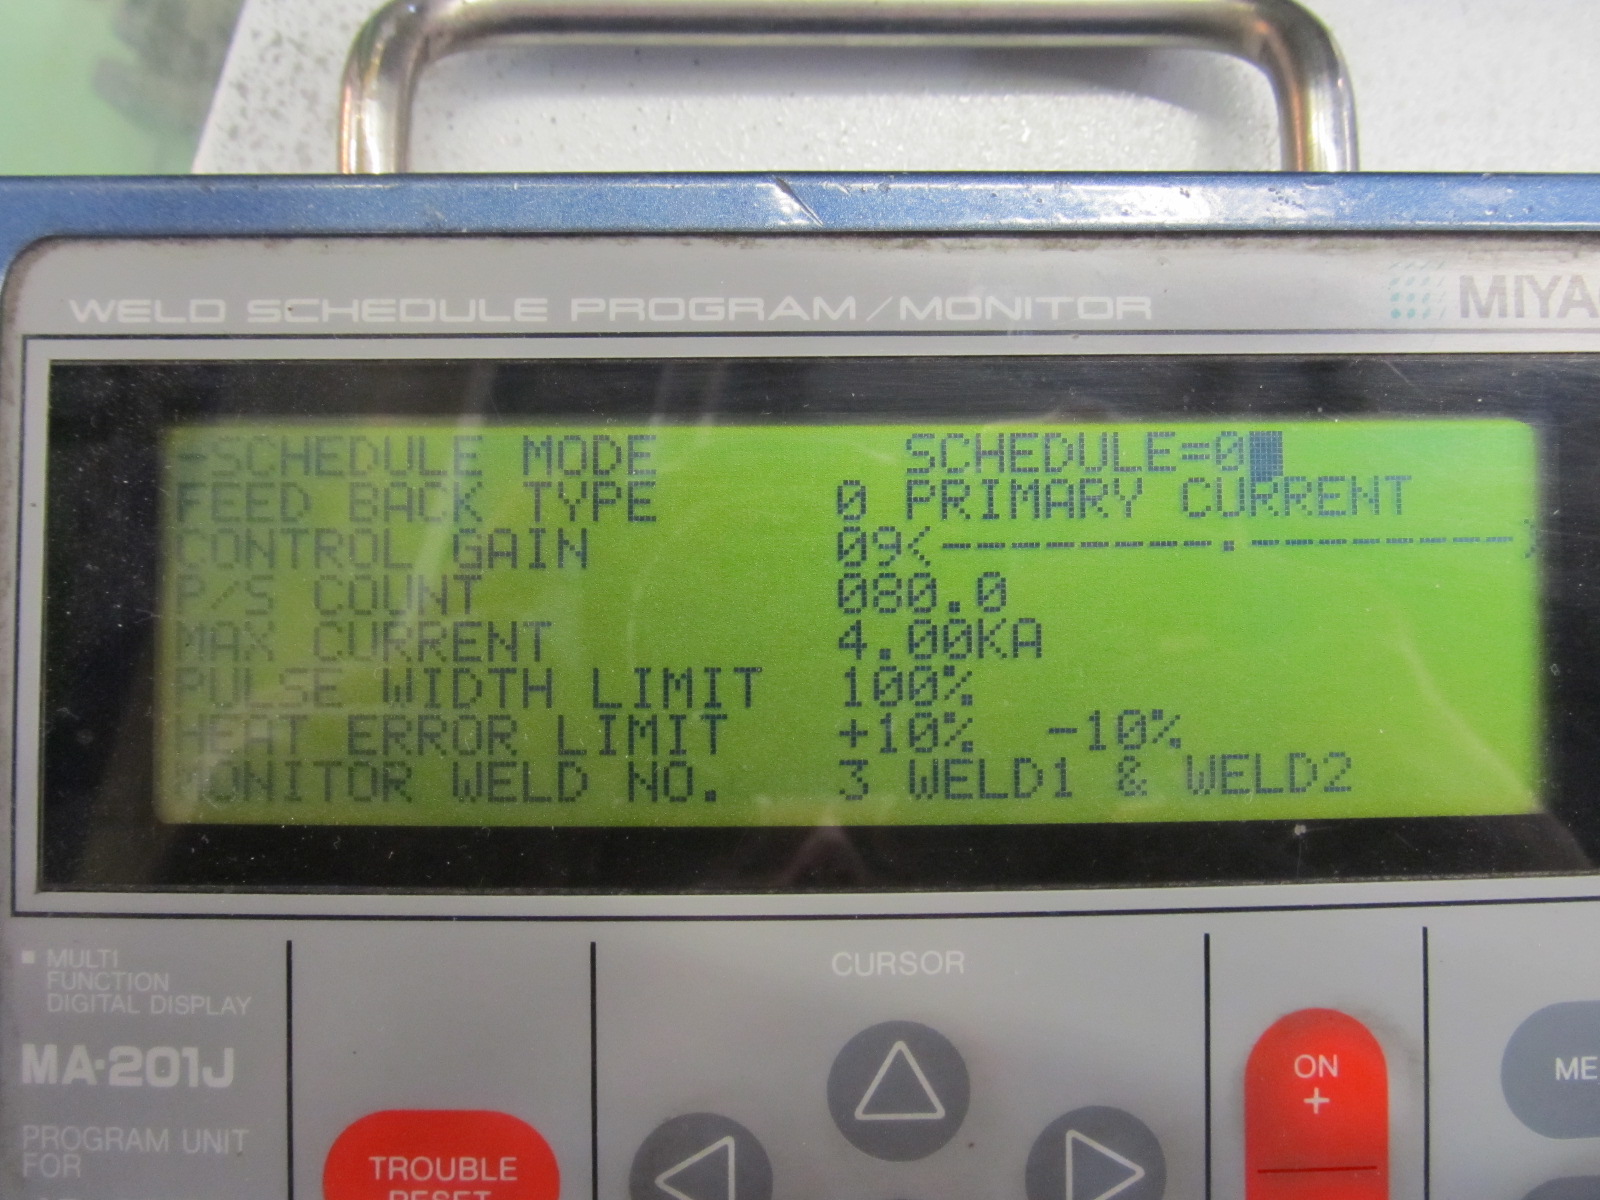 WELD SCHEDULE PROGRAM/MONITOR
MIYA
-SCHEDULE MODE SCHEDULE=0
FEED BACK TYPE 0 PRIMARY CURRENT
CONTROL GAIN 09<--------.-------->
P/S COUNT 080.0
MAX CURRENT 4.00KA
PULSE WIDTH LIMIT 100%
HEAT ERROR LIMIT +10% -10%
MONITOR WELD NO. 3 WELD1 & WELD2
MULTI
FUNCTION
DIGITAL DISPLAY
MA-201J
PROGRAM UNIT
FOR
TROUBLE
RESET
CURSOR
ON
+
ME